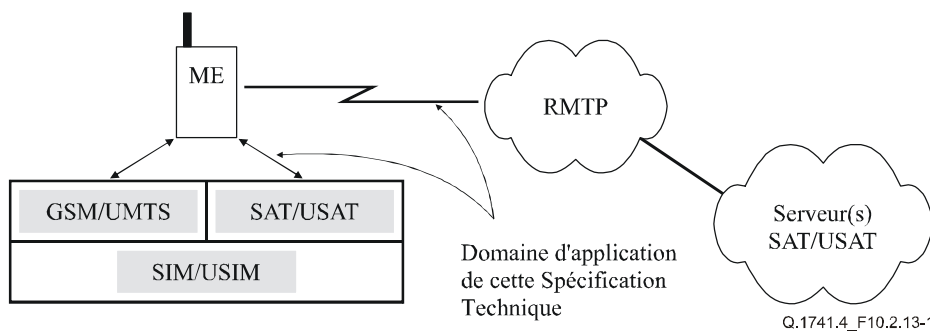 ME
RMTP
GSM/UMTS
SAT/USAT
SIM/USIM
Domaine d'application
de cette Spécification
Technique
Serveur(s)
SAT/USAT
Q.1741.4_F10.2.13-1